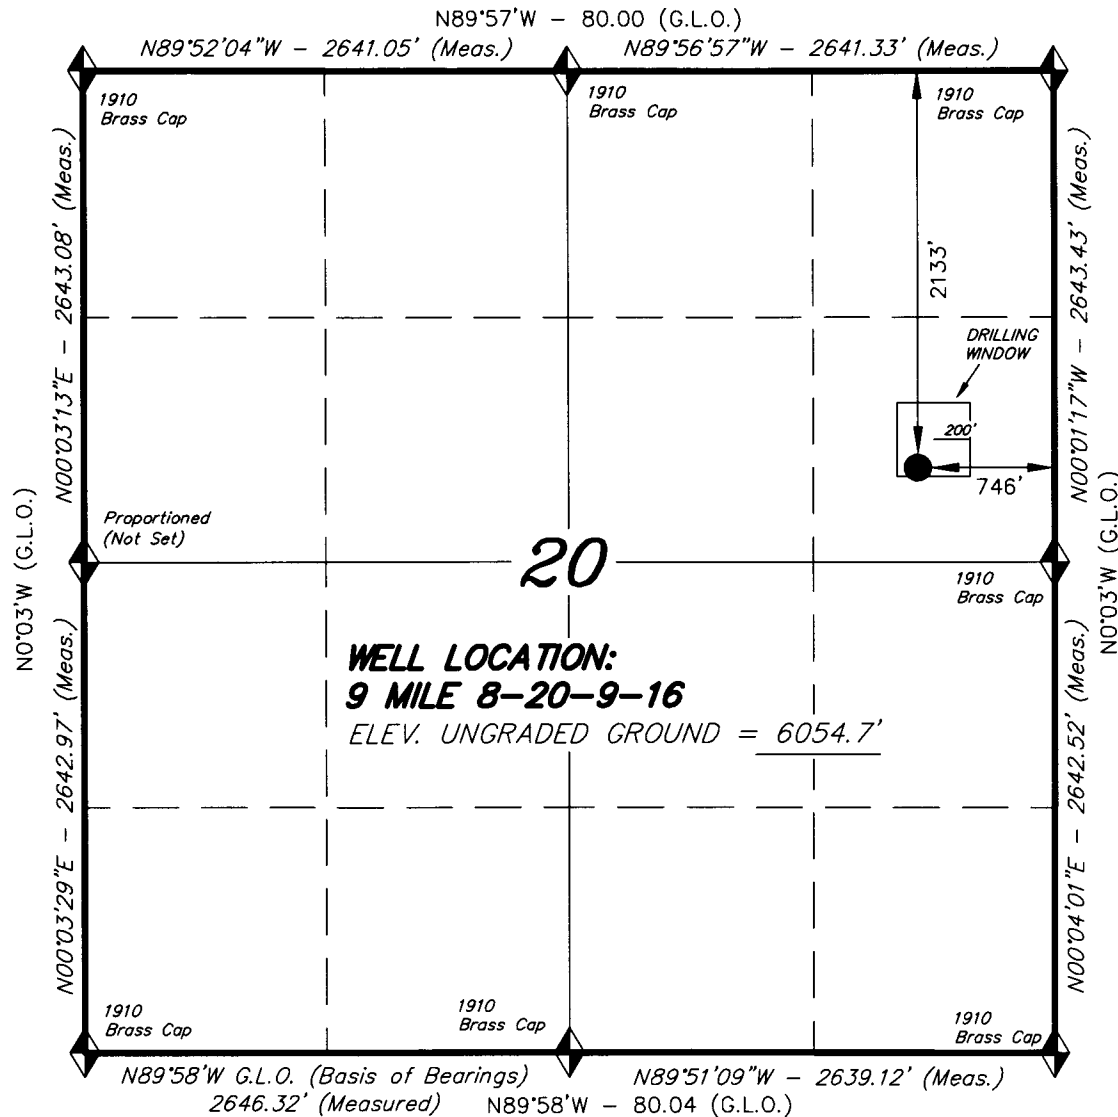 N89°57'W – 80.00 (G.L.O.)
N89°52'04"W – 2641.05' (Meas.)
N89°56'57"W – 2641.33' (Meas.)
1910
Brass Cap
1910
Brass Cap
1910
Brass Cap
N00°03'13"E – 2643.08' (Meas.)
2133'
N00°01'17"W – 2643.43' (Meas.)
DRILLING
WINDOW
200'
746'
N0°03'W (G.L.O.)
Proportioned
(Not Set)
20
1910
Brass Cap
N0°03'W (G.L.O.)
WELL LOCATION:
9 MILE 8–20–9–16
ELEV. UNGRADED GROUND = 6054.7'
N00°03'29"E – 2642.97' (Meas.)
N00°04'01"E – 2642.52' (Meas.)
1910
Brass Cap
1910
Brass Cap
1910
Brass Cap
N89°58'W G.L.O. (Basis of Bearings)
2646.32' (Measured)
N89°51'09"W – 2639.12' (Meas.)
N89°58'W – 80.04 (G.L.O.)